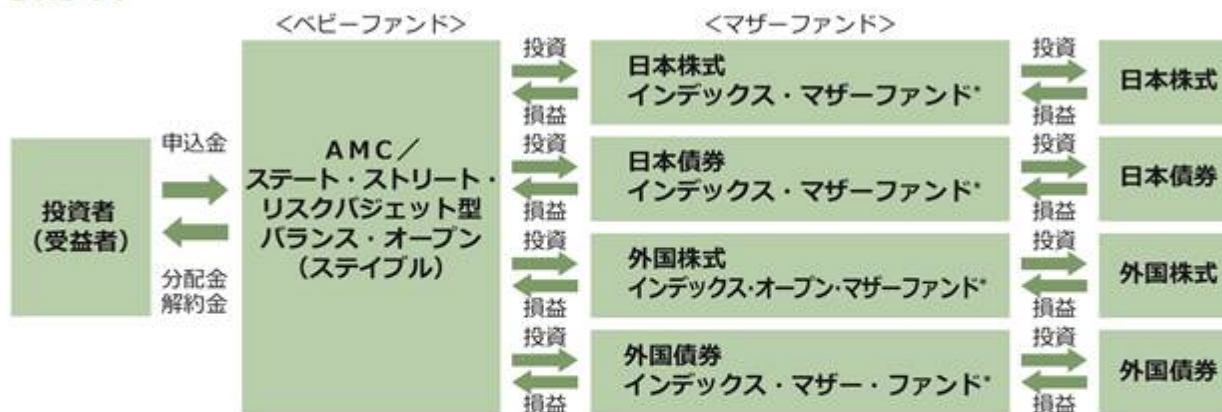 <ベビーファンド>
<マザーファンド>
投資者
(受益者)
申込金
分配金
解約金
AMC/
ステート・ストリート・
リスクバジェット型
バランス・オープン
(ステイブル)
投資
損益
日本株式
インデックス・マザーファンド*
投資
損益
日本株式
投資
損益
日本債券
インデックス・マザーファンド*
投資
損益
日本債券
投資
損益
外国株式
インデックス・オープン・マザーファンド*
投資
損益
外国株式
投資
損益
外国債券
インデックス・マザー・ファンド*
投資
損益
外国債券